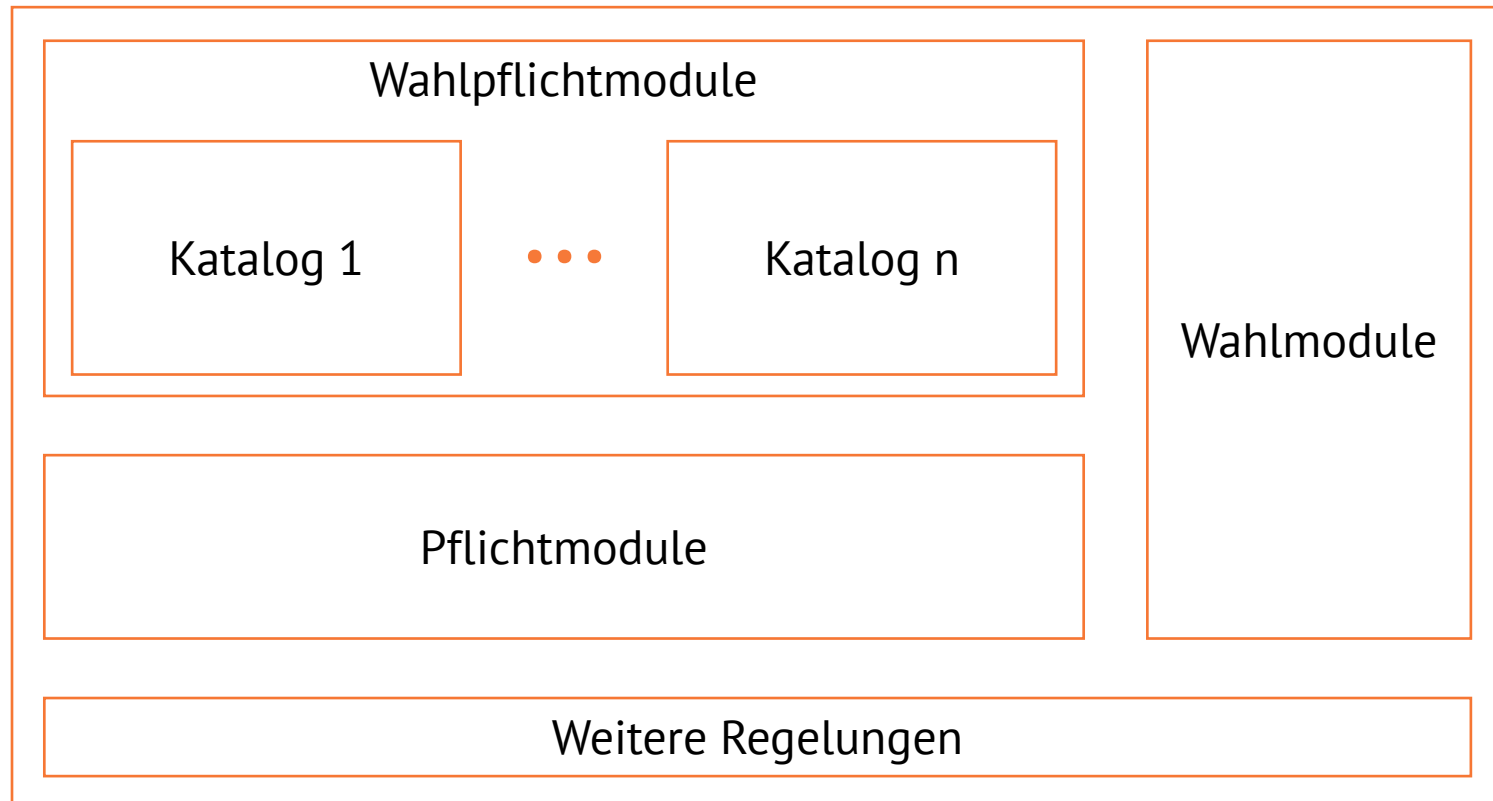 Wahlpflichtmodule
Katalog 1
Katalog n
Wahlmodule
Pflichtmodule
Weitere Regelungen